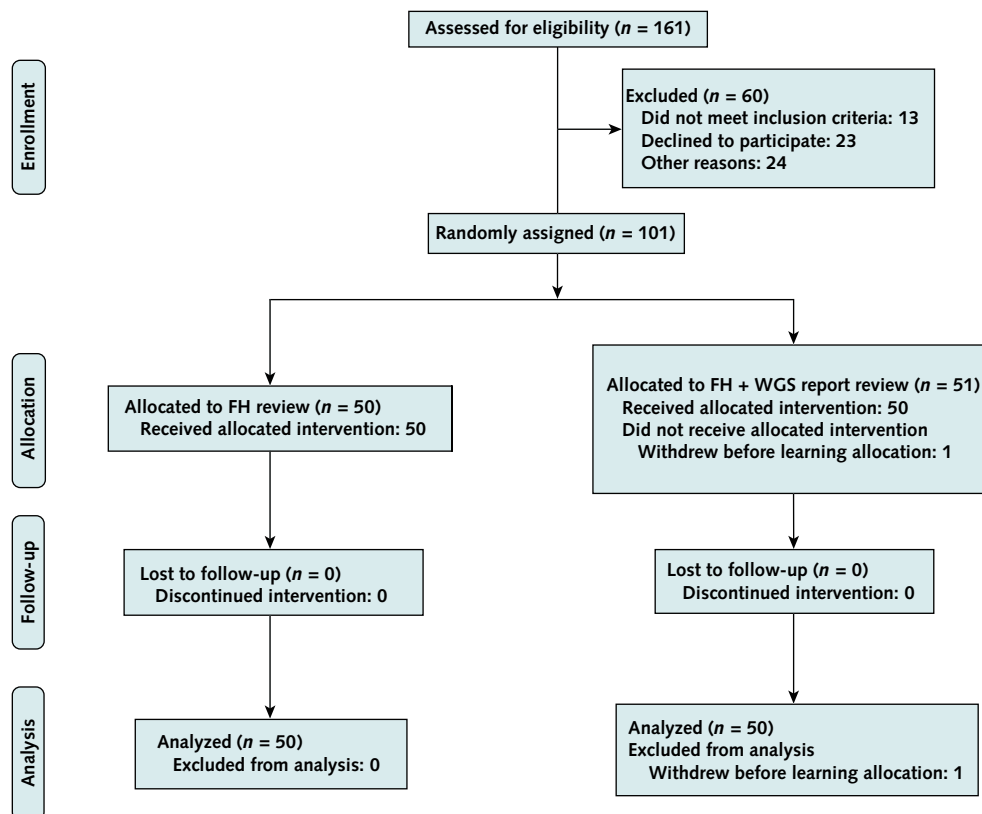 Assessed for eligibility (n = 161)
Enrollment
Excluded (n = 60)
Did not meet inclusion criteria: 13
Declined to participate: 23
Other reasons: 24
Randomly assigned (n = 101)
Allocation
Allocated to FH review (n = 50)
Received allocated intervention: 50
Allocated to FH + WGS report review (n = 51)
Received allocated intervention: 50
Did not receive allocated intervention
Withdrew before learning allocation: 1
Follow-up
Lost to follow-up (n = 0)
Discontinued intervention: 0
Lost to follow-up (n = 0)
Discontinued intervention: 0
Analysis
Analyzed (n = 50)
Excluded from analysis: 0
Analyzed (n = 50)
Excluded from analysis
Withdrew before learning allocation: 1